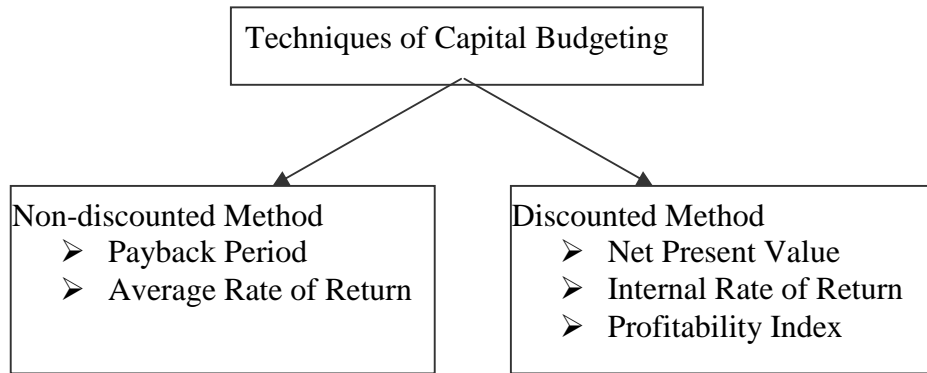 Techniques of Capital Budgeting
Non-discounted Method
➢ Payback Period
➢ Average Rate of Return
Discounted Method
➢ Net Present Value
➢ Internal Rate of Return
➢ Profitability Index